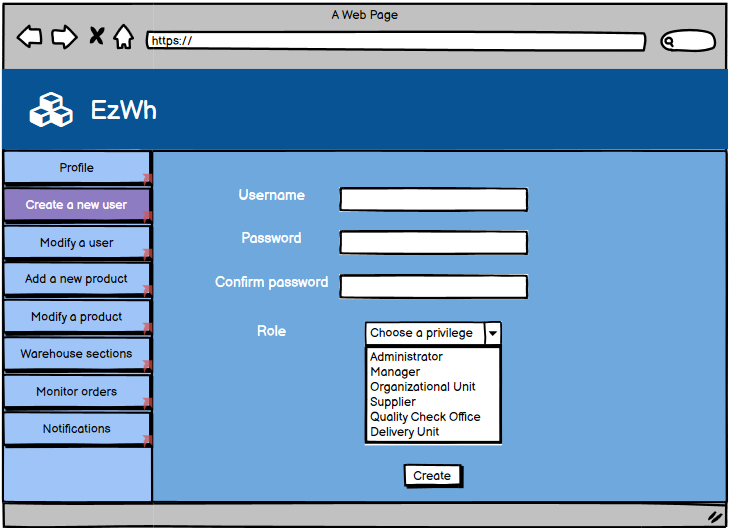 A Web Page
https://
EzWh
Profile
Create a new user
Modify a user
Add a new product
Modify a product
Warehouse sections
Monitor orders
Notifications
Username
Password
Confirm password
Role
Choose a privilege
Administrator
Manager
Organizational Unit
Supplier
Quality Check Office
Delivery Unit
Create